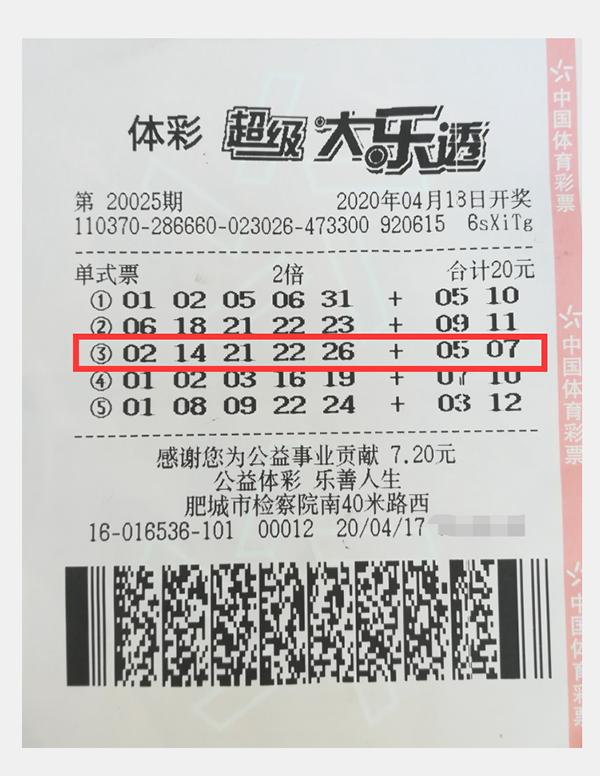 体彩 超级大乐透
第 20025期 2020年04月18日开奖
110370-286660-023026-473300 920615 6sXiTg
单式票 2倍 合计20元
① 01 02 05 06 31 + 05 10
② 06 18 21 22 23 + 09 11
③ 02 14 21 22 26 + 05 07
④ 01 02 03 16 19 + 07 10
⑤ 01 08 09 22 24 + 03 12
感谢您为公益事业贡献 7.20元
公益体彩 乐善人生
肥城市检察院南40米路西
16-016536-101 00012 20/04/17
中国体育彩票
中国体育彩票
中国体育彩票